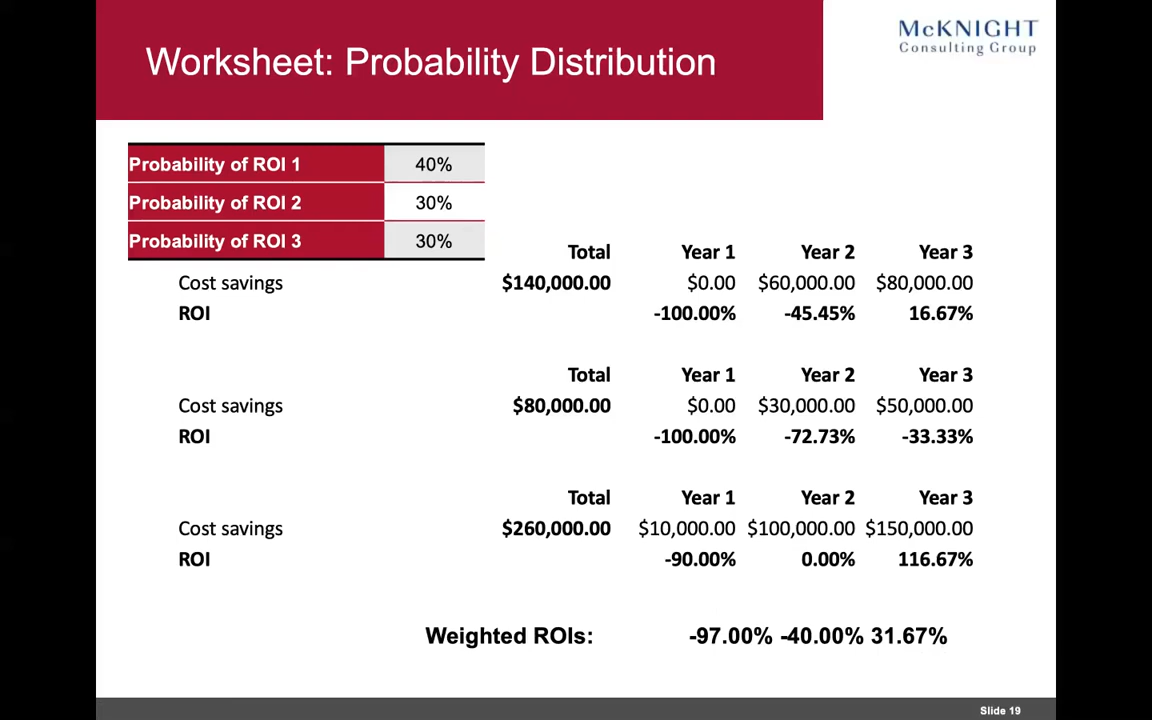 Worksheet: Probability Distribution
McKNIGHT
Consulting Group
Probability of ROI 1 40%
Probability of ROI 2 30%
Probability of ROI 3 30%
Total Year 1 Year 2 Year 3
Cost savings $140,000.00 $0.00 $60,000.00 $80,000.00
ROI -100.00% -45.45% 16.67%
Total Year 1 Year 2 Year 3
Cost savings $80,000.00 $0.00 $30,000.00 $50,000.00
ROI -100.00% -72.73% -33.33%
Total Year 1 Year 2 Year 3
Cost savings $260,000.00 $10,000.00 $100,000.00 $150,000.00
ROI -90.00% 0.00% 116.67%
Weighted ROIs: -97.00% -40.00% 31.67%
Slide 19